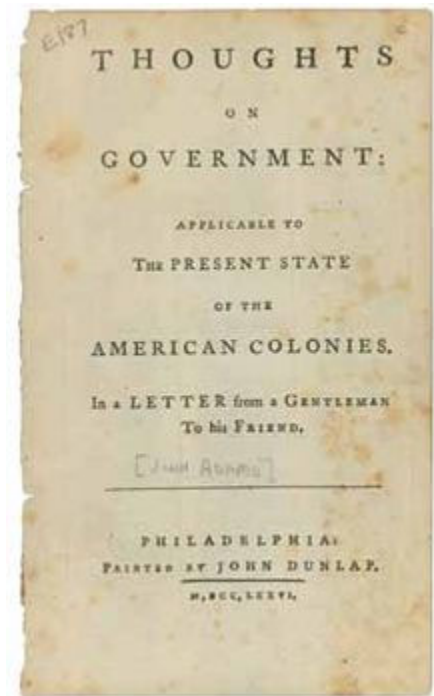 E187
THOUGHTS
ON
GOVERNMENT:
APPLICABLE TO
THE PRESENT STATE
OF THE
AMERICAN COLONIES.
In a LETTER from a GENTLEMAN
To his FRIEND.
[JOHN ADAMS]
PHILADELPHIA:
PRINTED BY JOHN DUNLAP.
M,DCC,LXXVI.